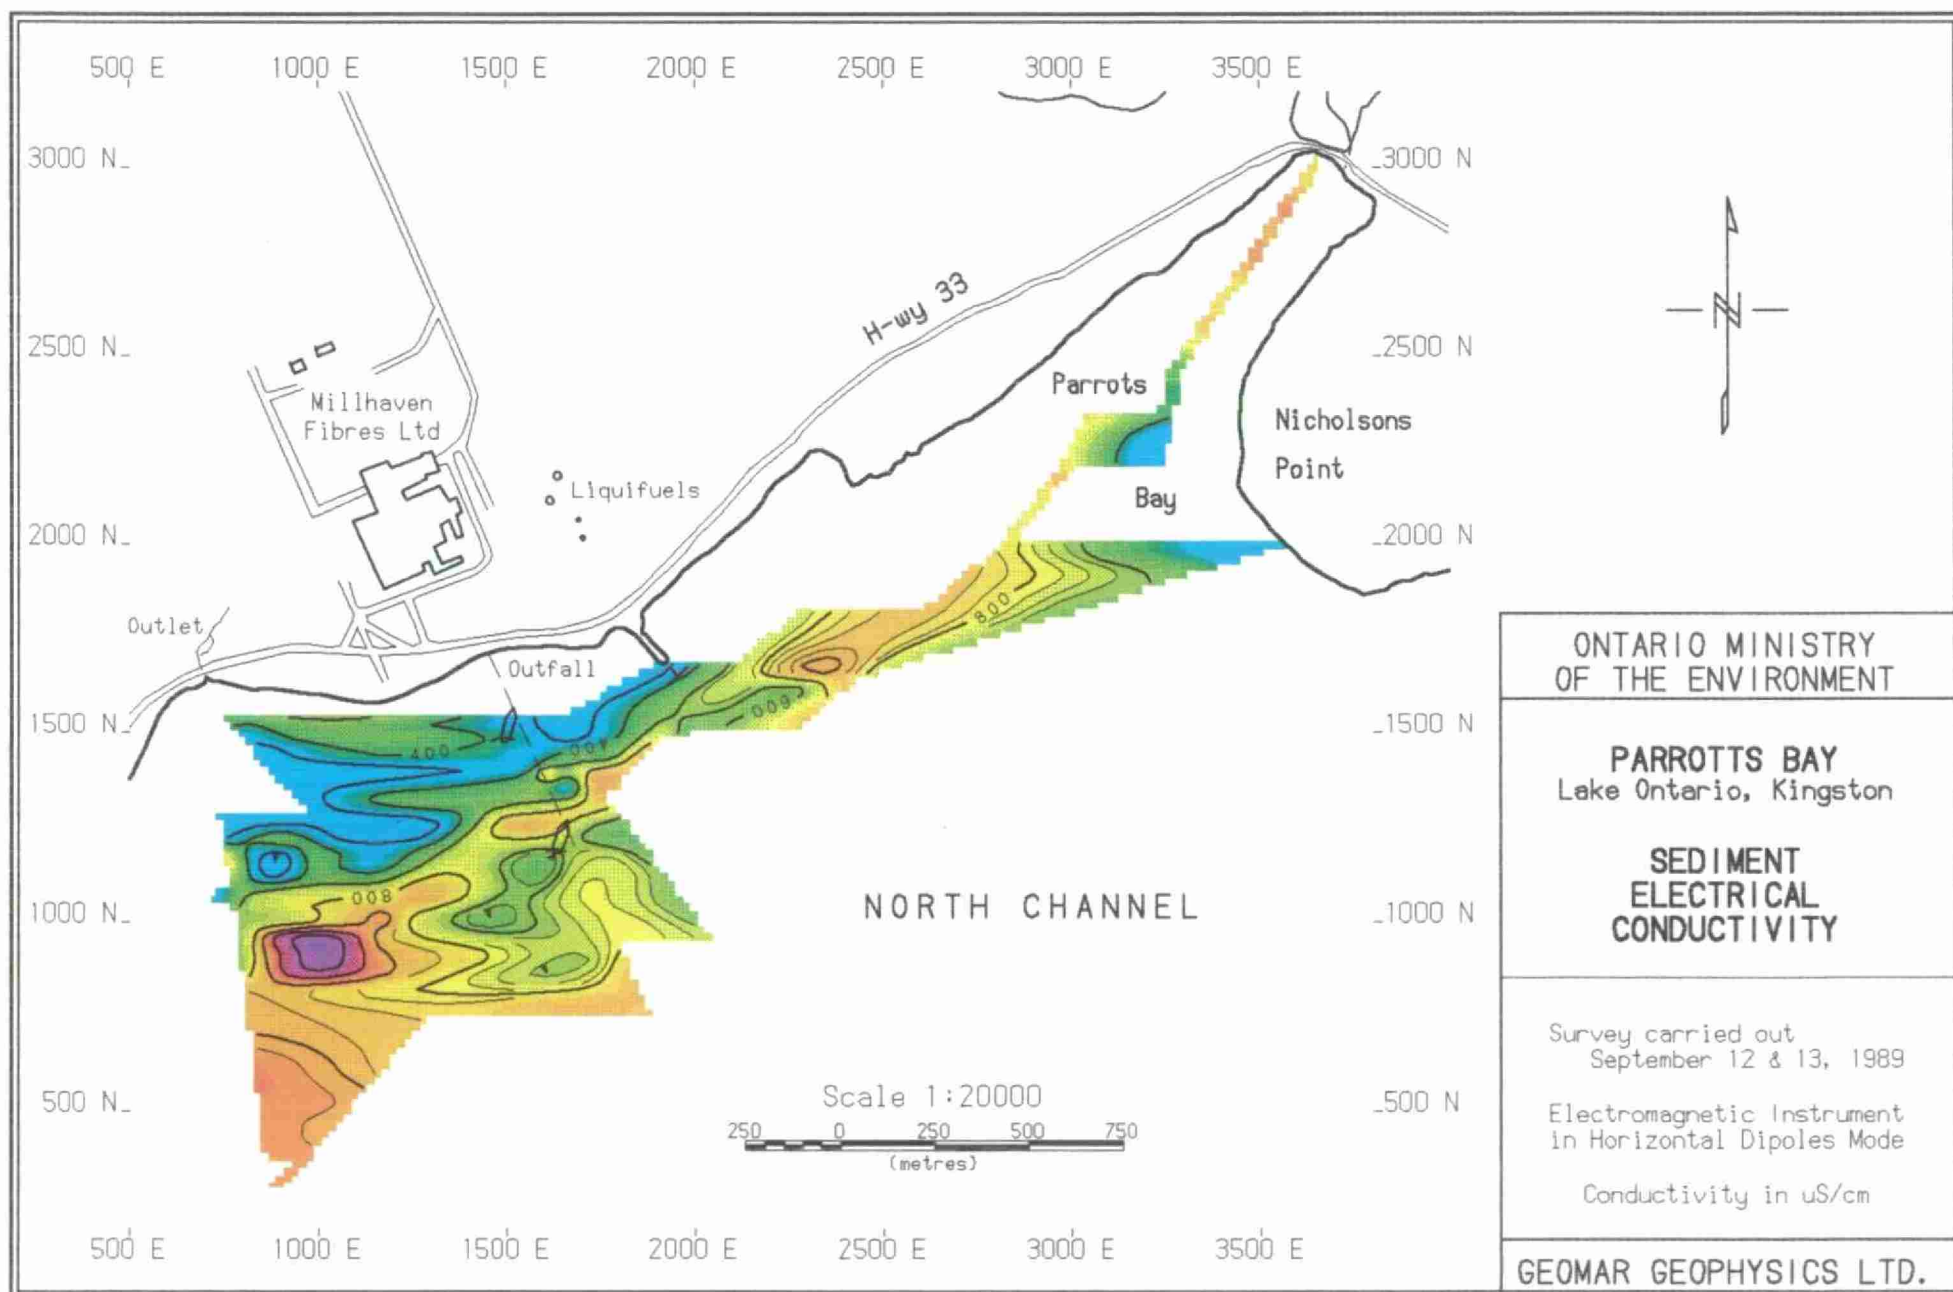 500 E 1000 E 1500 E 2000 E 2500 E 3000 E 3500 E
3000 N 3000 N
H-wy 33
2500 N 2500 N
Parrots
Millhaven
Fibres Ltd
Nicholsons
Point
Liquifuels
Bay
2000 N 2000 N
Outlet
800
Outfall
600
1500 N 1500 N
400
400
800
1000 N 1000 N
NORTH CHANNEL
500 N 500 N
Scale 1:20000
250 0 250 500 750
(metres)
500 E 1000 E 1500 E 2000 E 2500 E 3000 E 3500 E
N
ONTARIO MINISTRY
OF THE ENVIRONMENT
PARROTTS BAY
Lake Ontario, Kingston
SEDIMENT
ELECTRICAL
CONDUCTIVITY
Survey carried out
September 12 & 13, 1989
Electromagnetic Instrument
in Horizontal Dipoles Mode
Conductivity in uS/cm
GEOMAR GEOPHYSICS LTD.